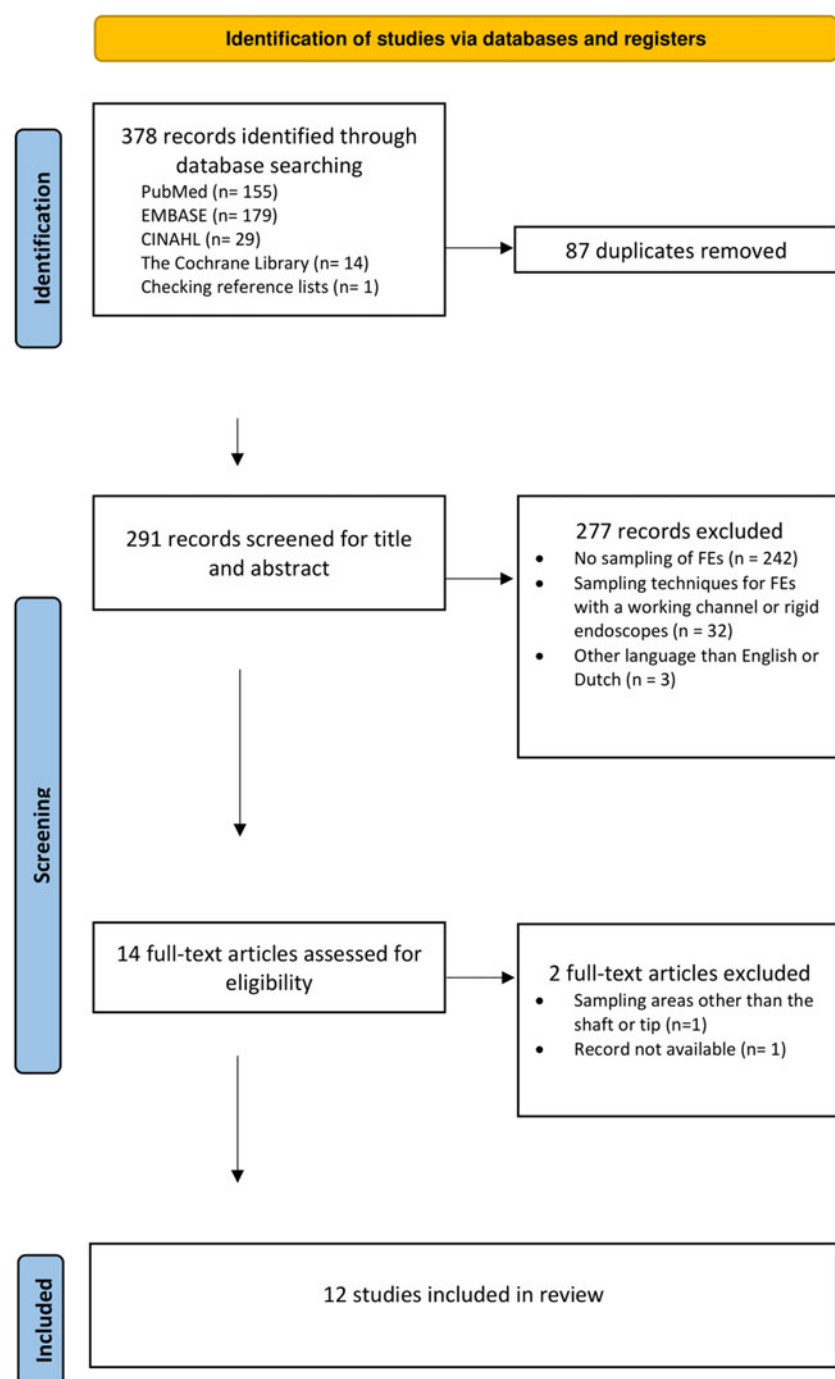 Identification of studies via databases and registers
Identification
378 records identified through
database searching
PubMed (n= 155)
EMBASE (n= 179)
CINAHL (n= 29)
The Cochrane Library (n= 14)
Checking reference lists (n= 1)
87 duplicates removed
Screening
291 records screened for title
and abstract
277 records excluded
• No sampling of FEs (n = 242)
• Sampling techniques for FEs
with a working channel or rigid
endoscopes (n = 32)
• Other language than English or
Dutch (n = 3)
14 full-text articles assessed for
eligibility
2 full-text articles excluded
• Sampling areas other than the
shaft or tip (n=1)
• Record not available (n= 1)
Included
12 studies included in review